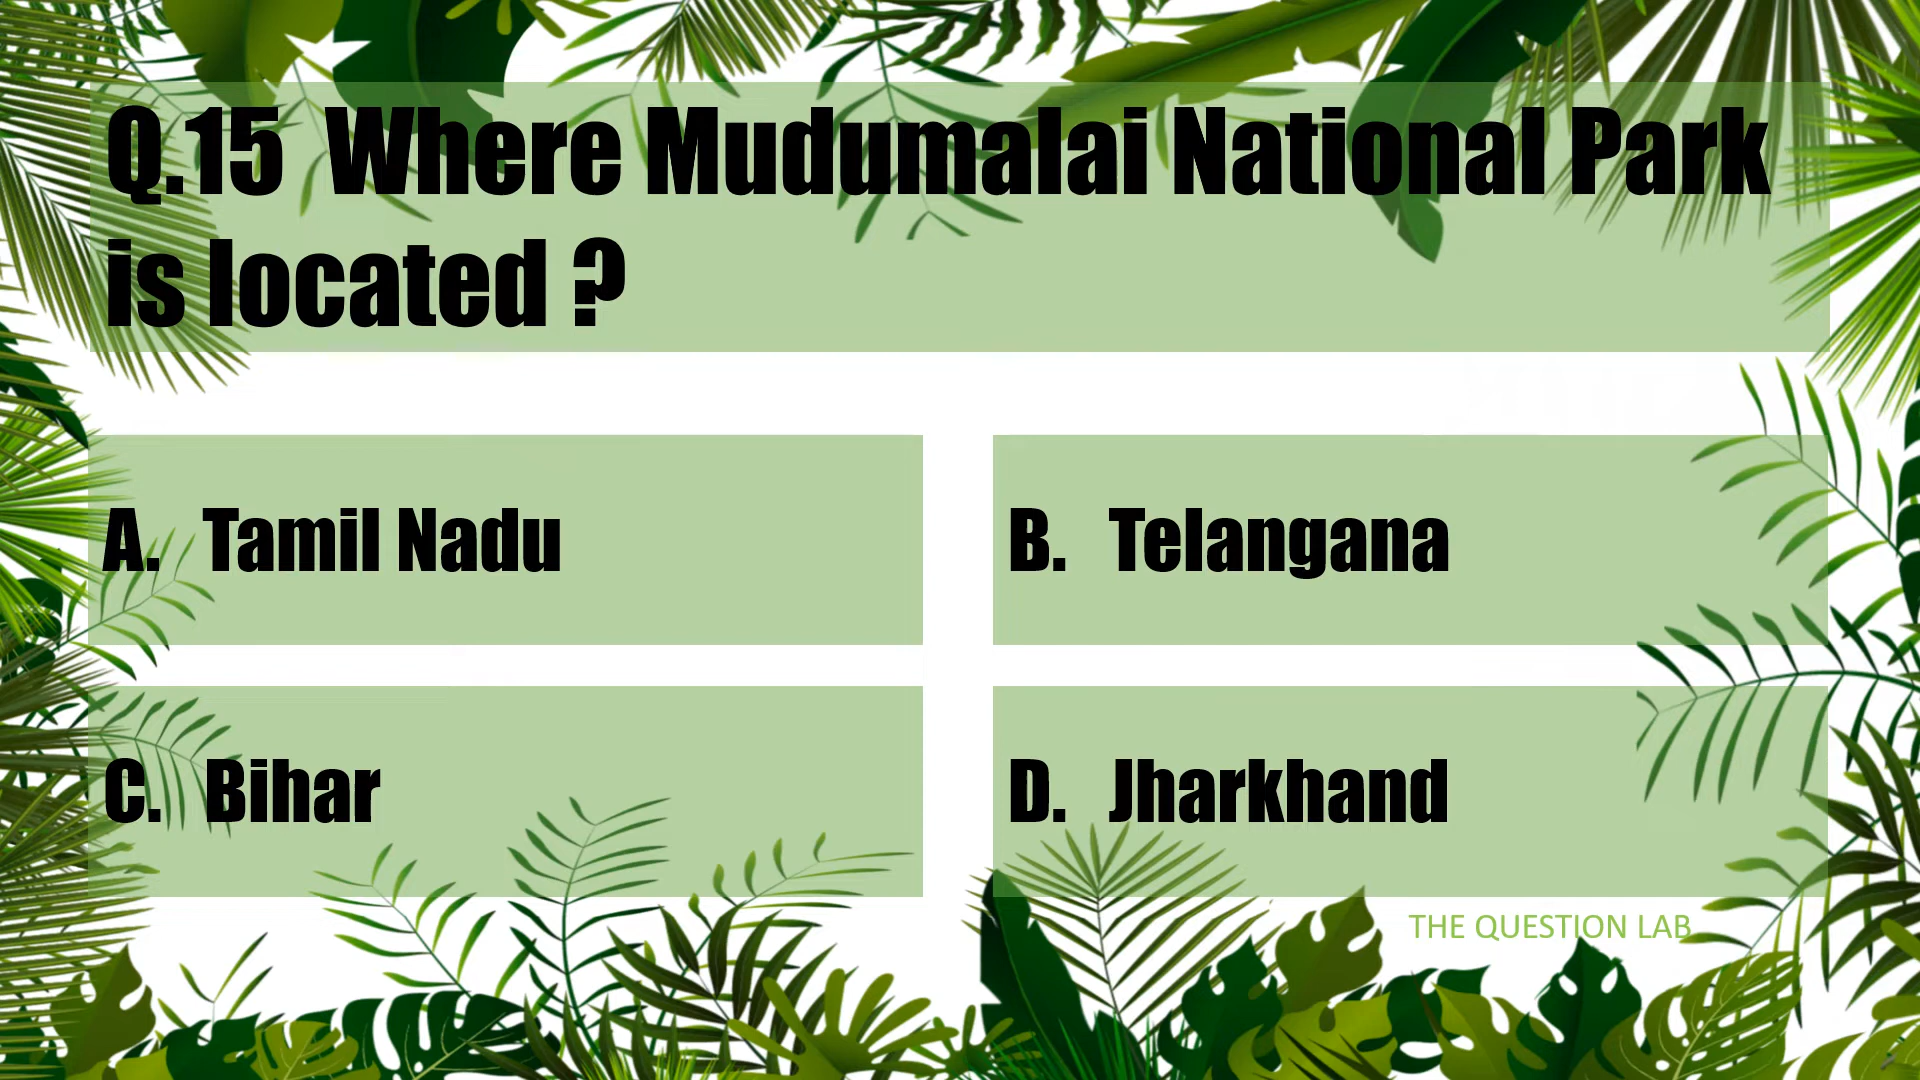 Q.15  Where Mudumalai National Park
is located ?
A. Tamil Nadu
B. Telangana
C. Bihar
D. Jharkhand
THE QUESTION LAB